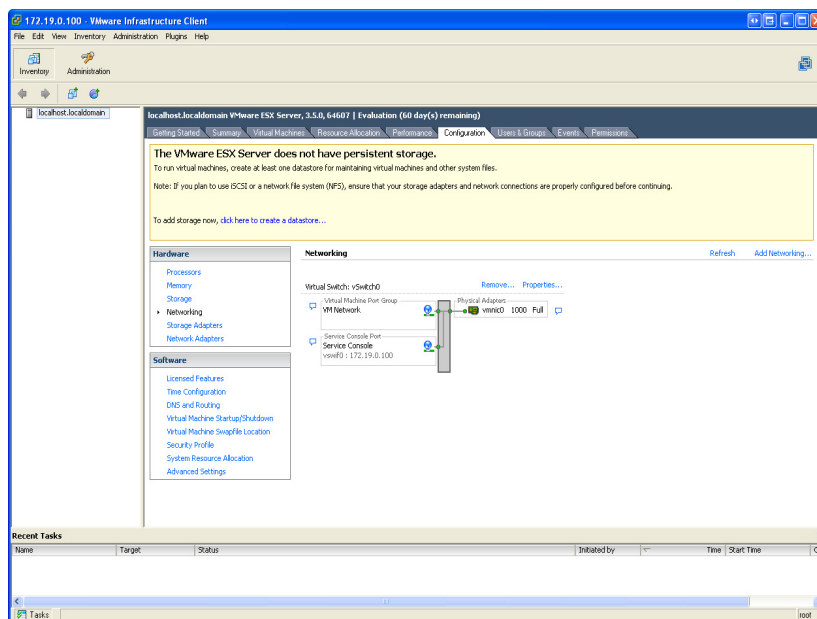 172.19.0.100 - VMware Infrastructure Client
File Edit View Inventory Administration Plugins Help
Inventory Administration
localhost.localdomain
localhost.localdomain VMware ESX Server, 3.5.0, 64607 | Evaluation (60 day(s) remaining)
Getting Started Summary Virtual Machines Resource Allocation Performance Configuration Users & Groups Events Permissions
The VMware ESX Server does not have persistent storage.
To run virtual machines, create at least one datastore for maintaining virtual machines and other system files.
Note: If you plan to use iSCSI or a network file system (NFS), ensure that your storage adapters and network connections are properly configured before continuing.
To add storage now, click here to create a datastore...
Hardware
Processors
Memory
Storage
Networking
Storage Adapters
Network Adapters
Software
Licensed Features
Time Configuration
DNS and Routing
Virtual Machine Startup/Shutdown
Virtual Machine Swapfile Location
Security Profile
System Resource Allocation
Advanced Settings
Networking Refresh Add Networking...
Virtual Switch: vSwitch0 Remove... Properties...
Virtual Machine Port Group
VM Network
Physical Adapters
vmnic0 1000 Full
Service Console Port
Service Console
vswif0 : 172.19.0.100
Recent Tasks
Name Target Status Initiated by Time Start Time
Tasks root